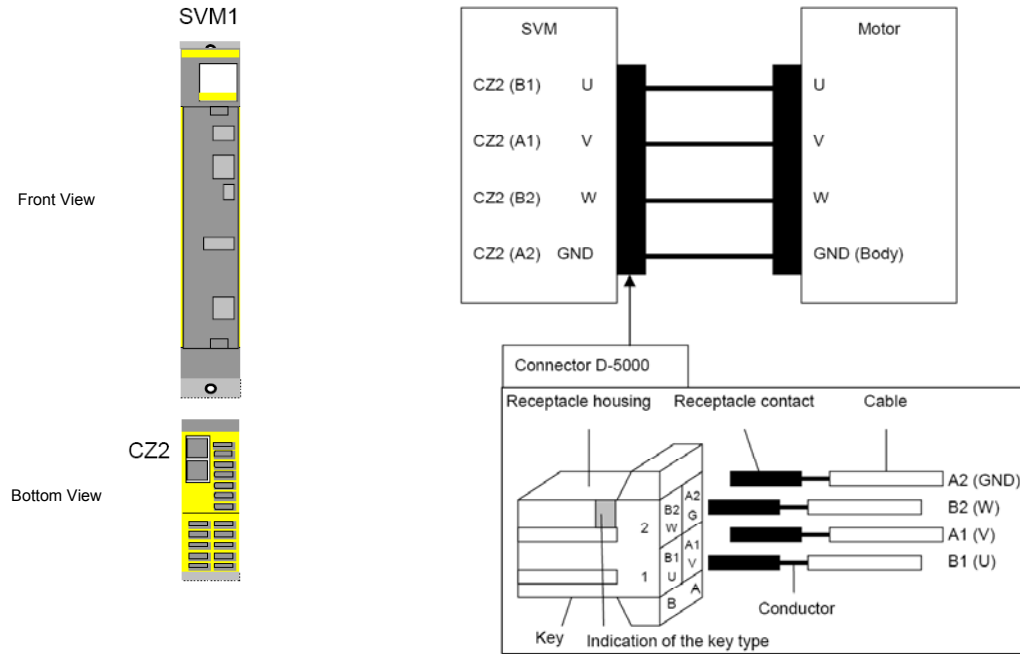 SVM1
Front View
CZ2
Bottom View
SVM
Motor
CZ2 (B1) U
U
CZ2 (A1) V
V
CZ2 (B2) W
W
CZ2 (A2) GND
GND (Body)
Connector D-5000
Receptacle housing
Receptacle contact
Cable
A2 (GND)
B2 (W)
A1 (V)
B1 (U)
2
B2
W
A2
G
1
B1
U
A1
V
B
A
Conductor
Key
Indication of the key type